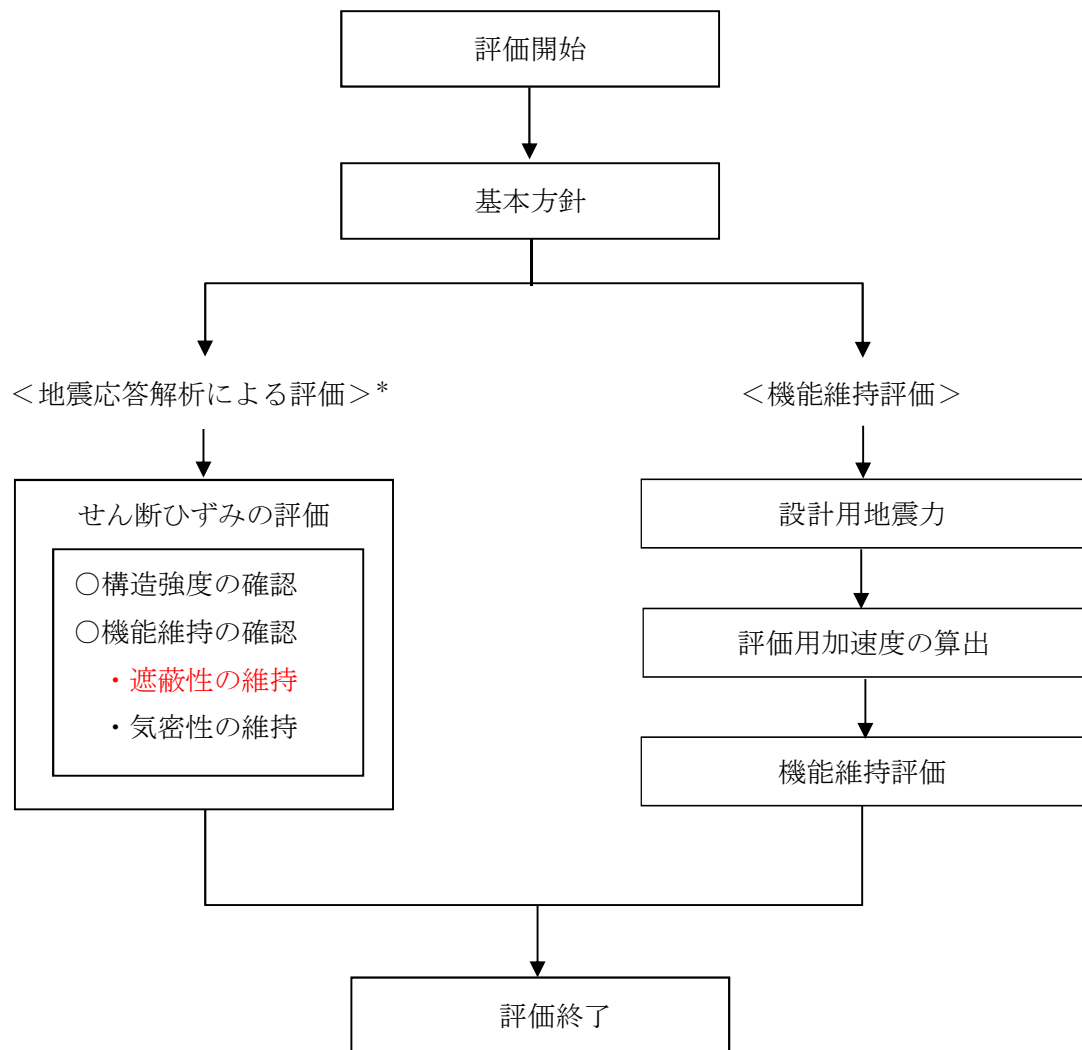 評価開始
基本方針
＜地震応答解析による評価＞*
せん断ひずみの評価
○構造強度の確認
○機能維持の確認
・遮蔽性の維持
・気密性の維持
＜機能維持評価＞
設計用地震力
評価用加速度の算出
機能維持評価
評価終了